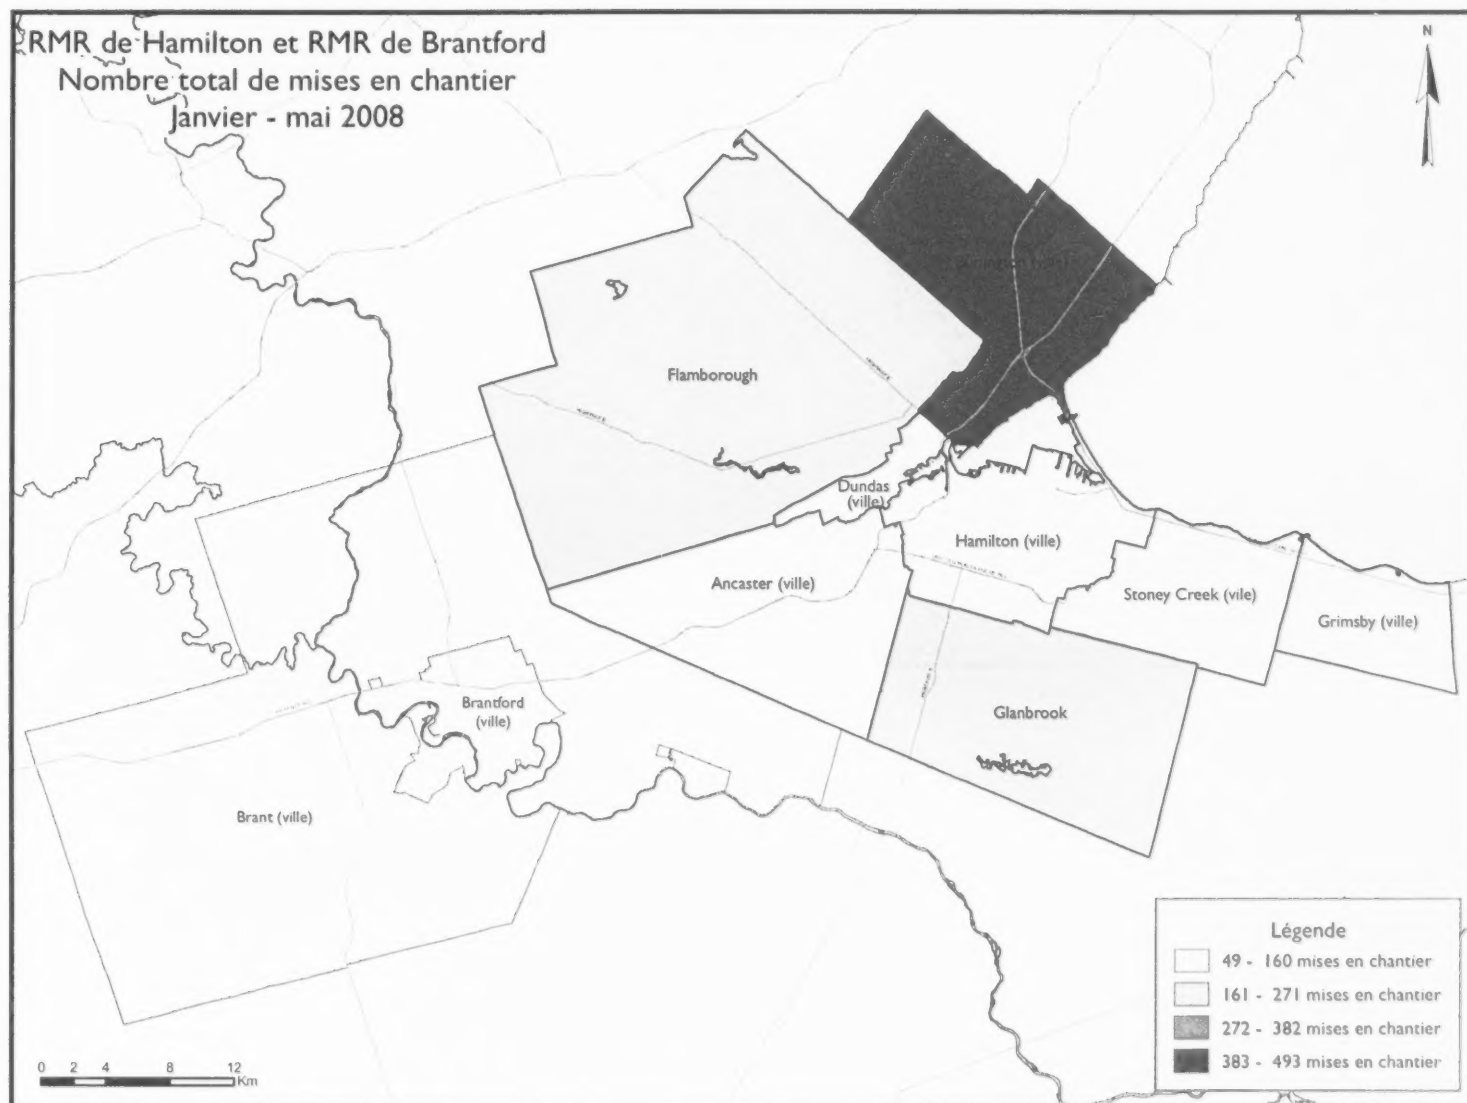 RMR de Hamilton et RMR de Brantford
Nombre total de mises en chantier
Janvier - mai 2008
N
(ville)
Flamborough
Dundas
(ville)
Hamilton (ville)
Ancaster (ville)
Stoney Creek (vile)
Grimsby (ville)
Brantford
(ville)
Glanbrook
Brant (ville)
Légende
49 - 160 mises en chantier
161 - 271 mises en chantier
272 - 382 mises en chantier
383 - 493 mises en chantier
0 2 4 8 12
Km